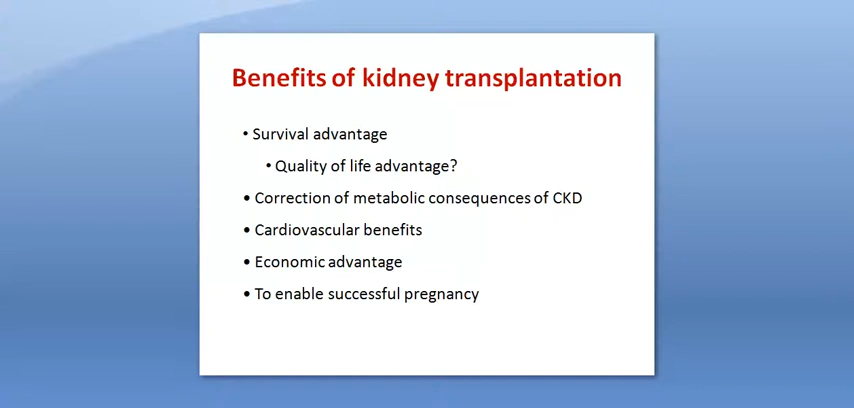 Benefits of kidney transplantation
• Survival advantage
• Quality of life advantage?
• Correction of metabolic consequences of CKD
• Cardiovascular benefits
• Economic advantage
• To enable successful pregnancy